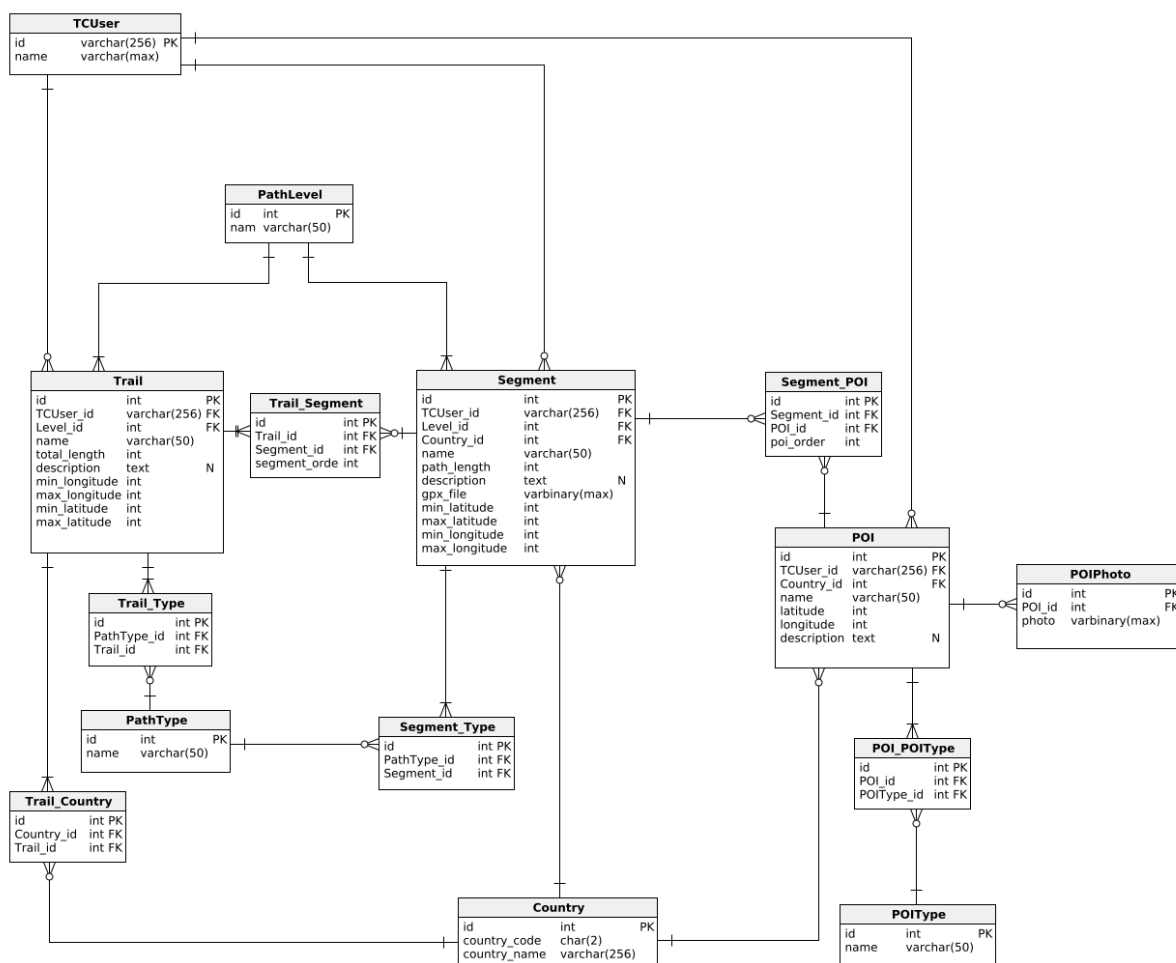 TCUser
id varchar(256) PK
name varchar(max)
PathLevel
id int PK
nam varchar(50)
Trail
id int PK
TCUser_id varchar(256) FK
Level_id int FK
name varchar(50)
total_length int
description text N
min_longitude int
max_longitude int
min_latitude int
max_latitude int
Trail_Segment
id int PK
Trail_id int FK
Segment_id int FK
segment_orde int
Segment
id int PK
TCUser_id varchar(256) FK
Level_id int FK
Country_id int FK
name varchar(50)
path_length int
description text N
gpx_file varbinary(max)
min_latitude int
max_latitude int
min_longitude int
max_longitude int
Segment_POI
id int PK
Segment_id int FK
POI_id int FK
poi_order int
POI
id int PK
TCUser_id varchar(256) FK
Country_id int FK
name varchar(50)
latitude int
longitude int
description text N
POIPhoto
id int PK
POI_id int FK
photo varbinary(max)
Trail_Type
id int PK
PathType_id int FK
Trail_id int FK
PathType
id int PK
name varchar(50)
Segment_Type
id int PK
PathType_id int FK
Segment_id int FK
POI_POIType
id int PK
POI_id int FK
POIType_id int FK
Trail_Country
id int PK
Country_id int FK
Trail_id int FK
Country
id int PK
country_code char(2)
country_name varchar(256)
POIType
id int PK
name varchar(50)